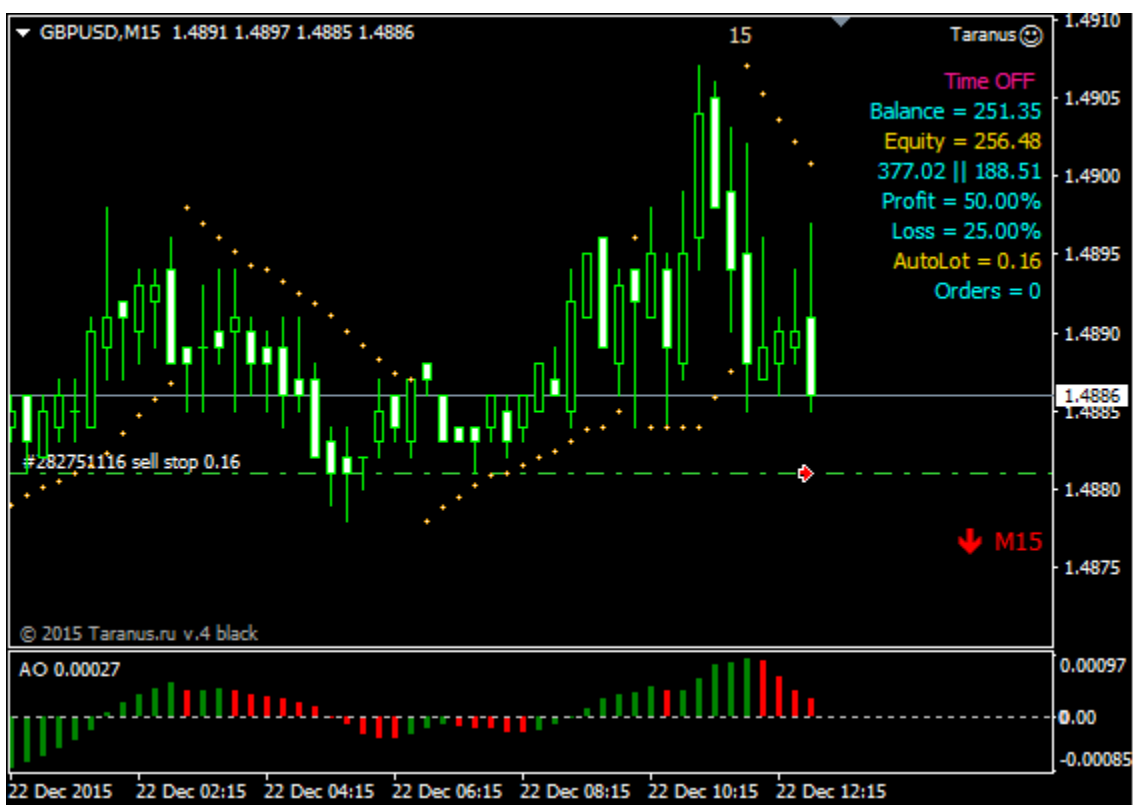 GBPUSD,M15 1.4891 1.4897 1.4885 1.4886
15
Taranus
1.4910
Time OFF
1.4905
Balance = 251.35
Equity = 256.48
377.02 || 188.51
1.4900
Profit = 50.00%
Loss = 25.00%
1.4895
AutoLot = 0.16
Orders = 0
1.4890
1.4886
1.4885
#282751116 sell stop 0.16
1.4880
M15
1.4875
© 2015 Taranus.ru v.4 black
AO 0.00027
0.00097
0.00
-0.00085
22 Dec 2015 22 Dec 02:15 22 Dec 04:15 22 Dec 06:15 22 Dec 08:15 22 Dec 10:15 22 Dec 12:15